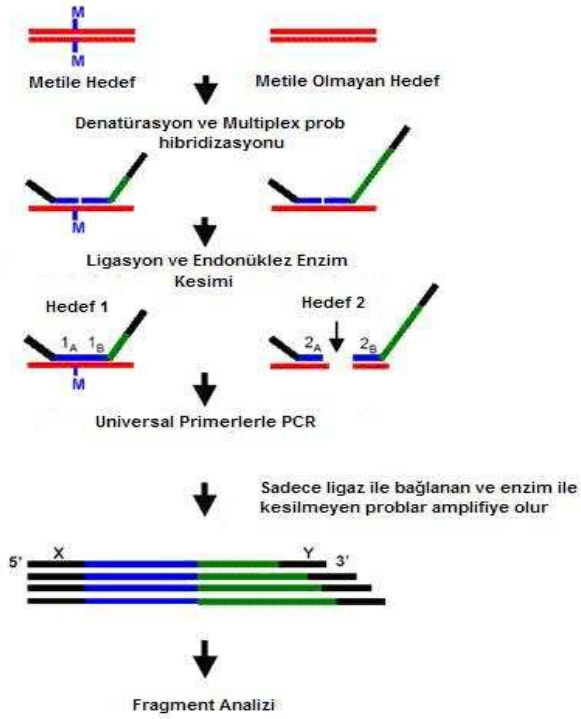 M
M
Metile Hedef
Metile Olmayan Hedef
Denatürasyon ve Multiplex prob
hibridizasyonu
M
Ligasyon ve Endonüklez Enzim
Kesimi
Hedef 1
Hedef 2
1A 1B
2A 2B
M
Universal Primerlerle PCR
Sadece ligaz ile bağlanan ve enzim ile
kesilmeyen problar amplifiye olur
5' X Y 3'
Fragment Analizi